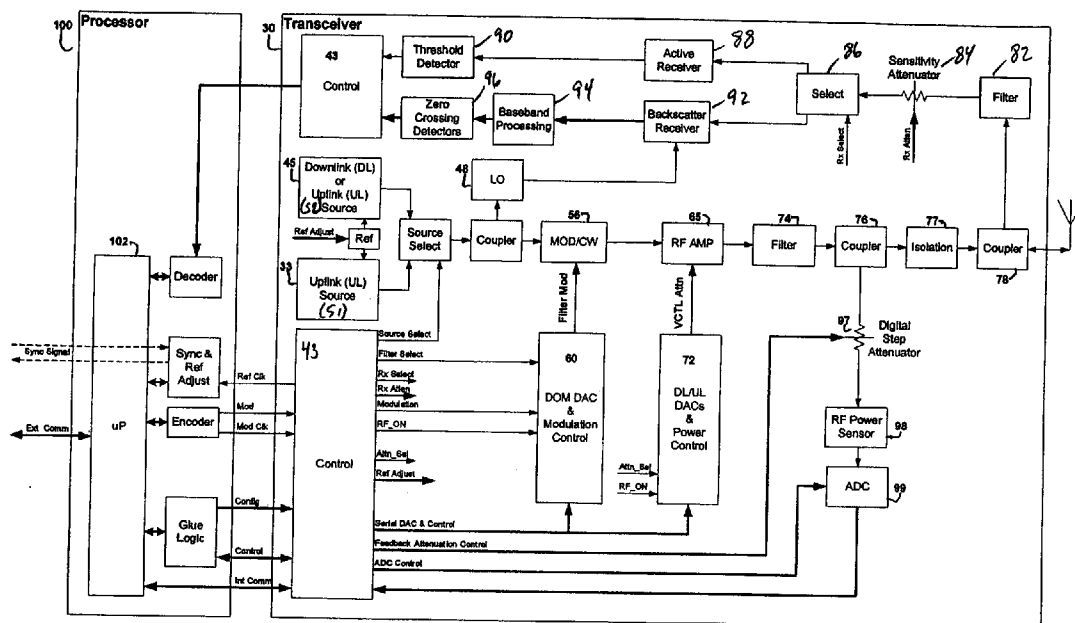 Processor
100
102
uP
Decoder
Sync Signal
Sync &
Ref
Adjust
Ref Clk
Encoder
Mod
Mod Clk
Ext Comm
Glue
Logic
Config
Control
Int Comm
30
Transceiver
43
Control
Threshold
Detector
90
Active
Receiver
88
86
Select
Rx Select
Sensitivity
Attenuator
84
Rx Atten
82
Filter
Zero
Crossing
Detectors
96
Baseband
Processing
94
Backscatter
Receiver
92
45
Downlink (DL)
or
Uplink (UL)
Source
(S2)
Ref Adjust
Ref
33
Uplink (UL)
Source
(S1)
Source
Select
48
LO
Coupler
56
MOD/CW
65
RF AMP
74
Filter
76
Coupler
77
Isolation
Coupler
78
Filter Mod
VCTL Attn
43
Control
Source Select
Filter Select
Rx Select
Rx Atten
Modulation
RF_ON
Attn_Sel
Ref Adjust
Serial DAC & Control
Feedback Attenuation Control
ADC Control
60
DOM DAC
&
Modulation
Control
72
DL/UL
DACs
&
Power
Control
Attn_Sel
RF_ON
97
Digital
Step
Attenuator
RF Power
Sensor
98
ADC
99